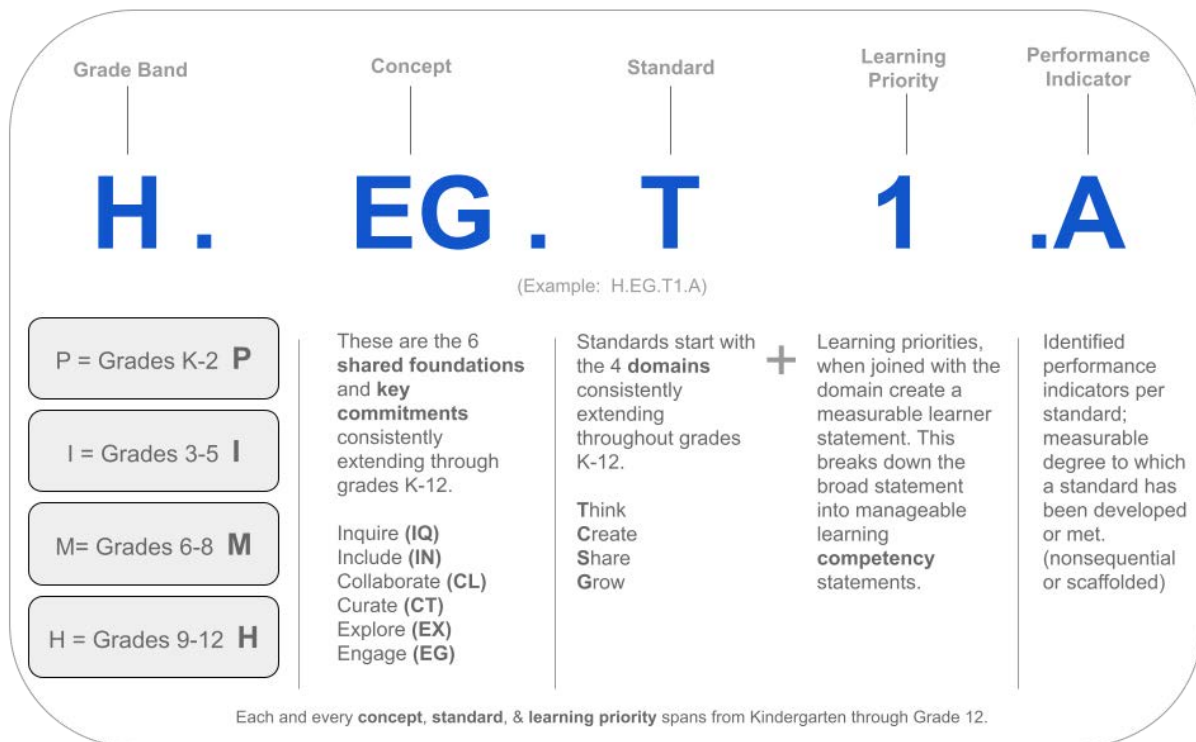 Grade Band
Concept
Standard
Learning
Priority
Performance
Indicator
H . EG . T 1 .A
(Example: H.EG.T1.A)
P = Grades K-2 P
I = Grades 3-5 I
M= Grades 6-8 M
H = Grades 9-12 H
These are the 6
shared foundations
and key
commitments
consistently
extending through
grades K-12.
Inquire (IQ)
Include (IN)
Collaborate (CL)
Curate (CT)
Explore (EX)
Engage (EG)
Standards start with
the 4 domains
consistently
extending
throughout grades
K-12.
Think
Create
Share
Grow
+
Learning priorities,
when joined with the
domain create a
measurable learner
statement. This
breaks down the
broad statement
into manageable
learning
competency
statements.
Identified
performance
indicators per
standard;
measurable
degree to which
a standard has
been developed
or met.
(nonsequential
or scaffolded)
Each and every concept, standard, & learning priority spans from Kindergarten through Grade 12.